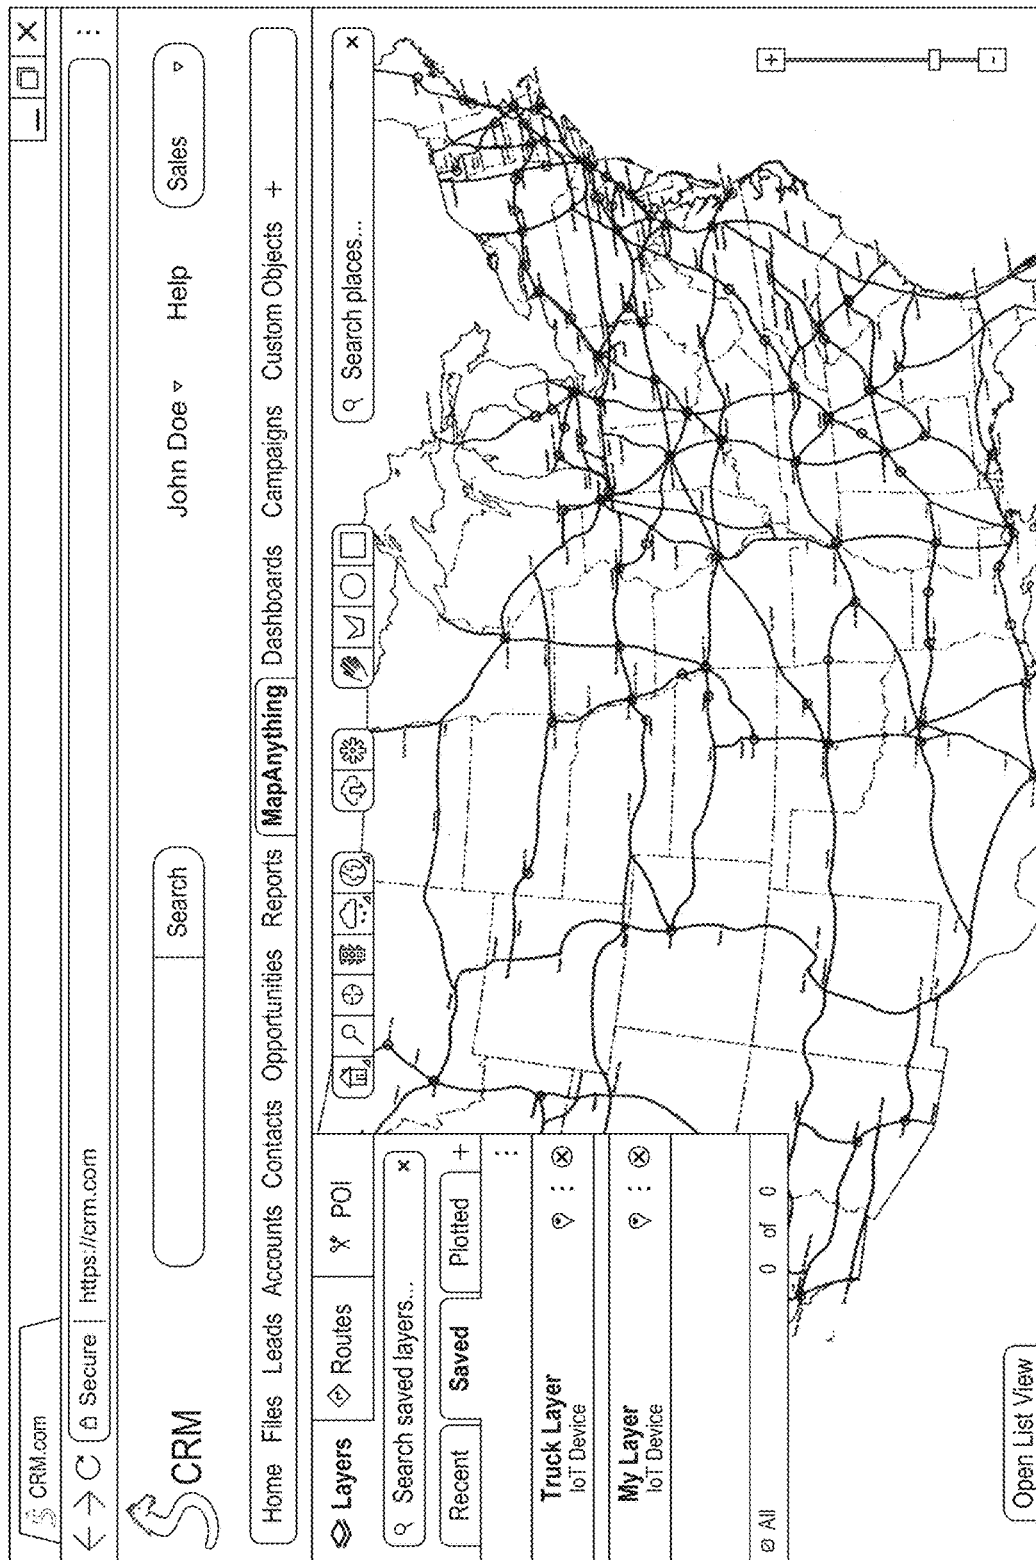 CRM.com
Secure | https://crm.com
CRM
Search
John Doe
Help
Sales
Home Files Leads Accounts Contacts Opportunities Reports MapAnything Dashboards Campaigns Custom Objects +
Layers
Routes
POI
Search saved layers... ×
Search places... ×
Recent Saved Plotted +
Truck Layer
IoT Device
My Layer
IoT Device
All
0 of 0
Open List View
+
-